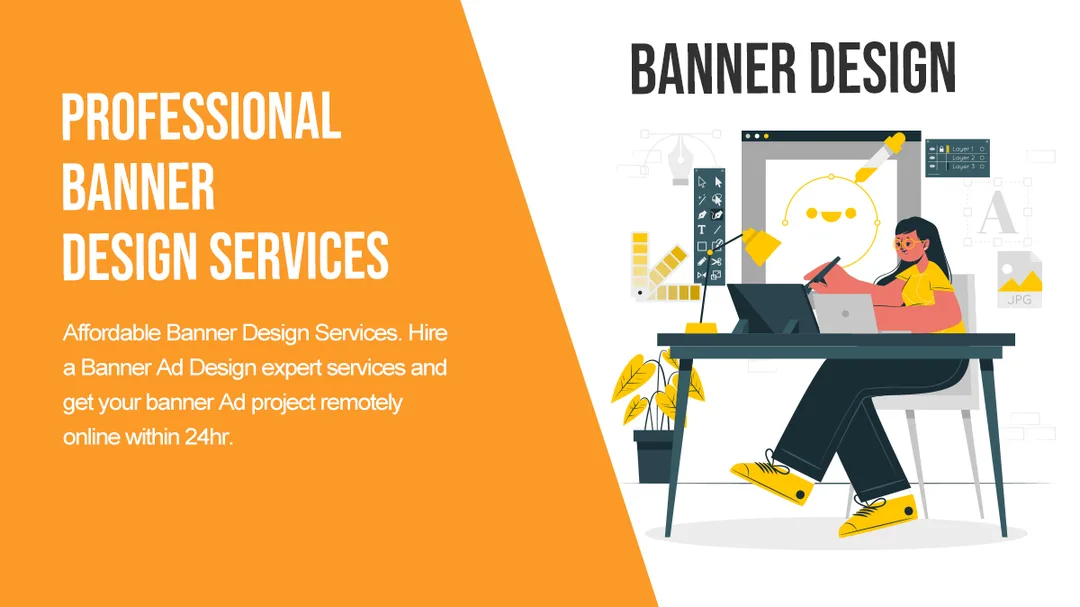 PROFESSIONAL
BANNER
DESIGN SERVICES
Affordable Banner Design Services. Hire
a Banner Ad Design expert services and
get your banner Ad project remotely
online within 24hr.
BANNER DESIGN
Layer 1
Layer 2
Layer 3
T
A
JPG